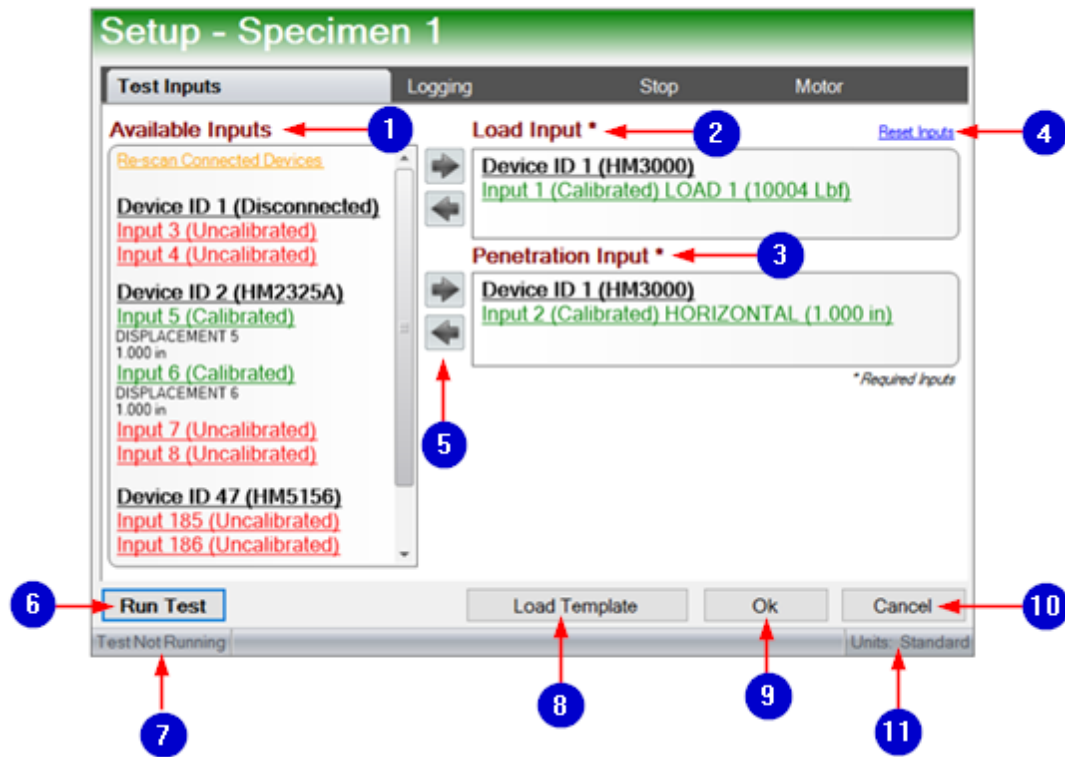 Setup - Specimen 1
Test Inputs Logging Stop Motor
Available Inputs
1
Re-scan Connected Devices
Device ID 1 (Disconnected)
Input 3 (Uncalibrated)
Input 4 (Uncalibrated)
Device ID 2 (HM2325A)
Input 5 (Calibrated)
DISPLACEMENT 5
1.000 in
Input 6 (Calibrated)
DISPLACEMENT 6
1.000 in
Input 7 (Uncalibrated)
Input 8 (Uncalibrated)
Device ID 47 (HM5156)
Input 185 (Uncalibrated)
Input 186 (Uncalibrated)
Load Input *
2
Reset Inputs
4
Device ID 1 (HM3000)
Input 1 (Calibrated) LOAD 1 (10004 Lbf)
Penetration Input *
3
Device ID 1 (HM3000)
Input 2 (Calibrated) HORIZONTAL (1.000 in)
* Required Inputs
5
6
Run Test
Load Template
Ok
Cancel
10
Test Not Running
Units: Standard
7
8
9
11